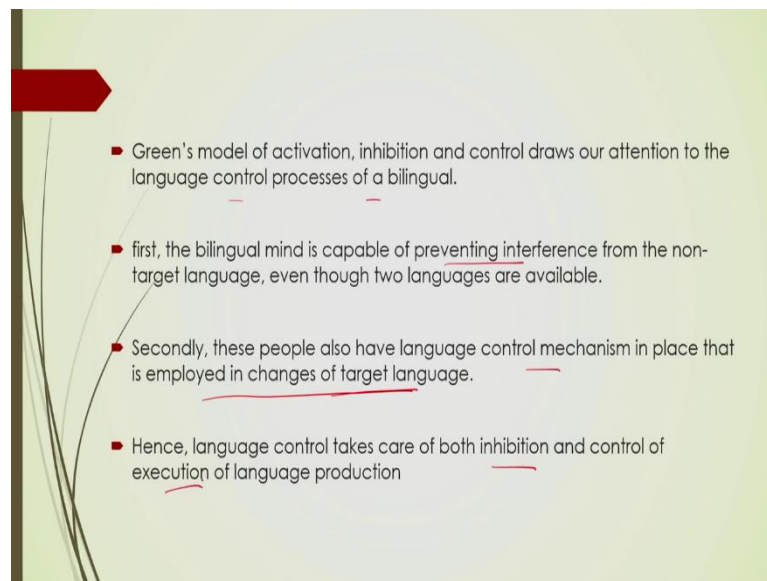 Green's model of activation, inhibition and control draws our attention to the
language control processes of a bilingual.
first, the bilingual mind is capable of preventing interference from the non-
target language, even though two languages are available.
Secondly, these people also have language control mechanism in place that
is employed in changes of target language.
Hence, language control takes care of both inhibition and control of
execution of language production